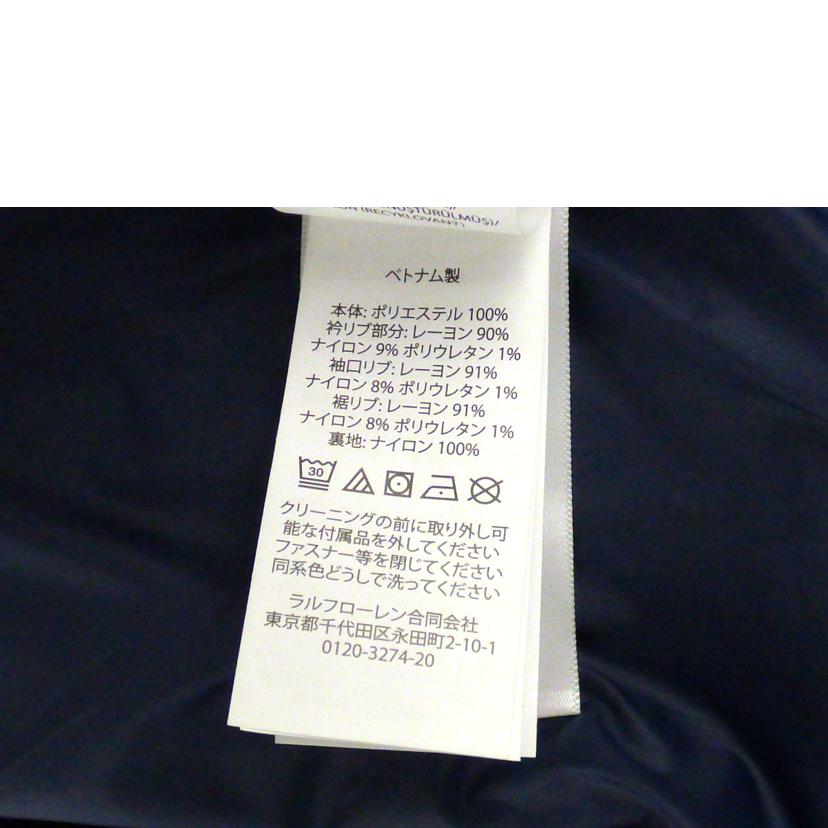 NÜŞTÜRÜLMÜŞ)/
(RECYKLOVANÝ)
ベトナム製
本体: ポリエステル 100%
衿リブ部分: レーヨン 90%
ナイロン 9% ポリウレタン 1%
袖口リブ: レーヨン 91%
ナイロン 8% ポリウレタン 1%
裾リブ: レーヨン 91%
ナイロン 8% ポリウレタン 1%
裏地: ナイロン 100%
30
クリーニングの前に取り外し可
能な付属品を外してください
ファスナー等を閉じてください
同系色どうしで洗ってください
ラルフローレン合同会社
東京都千代田区永田町2-10-1
0120-3274-20